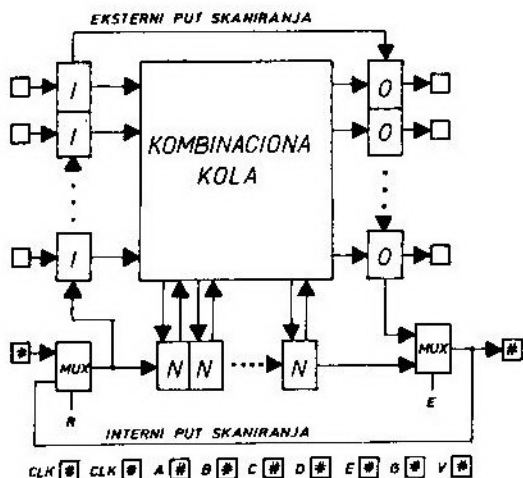 EKSTERNI PUT SKANIRANJA
I O
I O
KOMBINACIONA
KOLA
I O
# MUX N N N MUX #
R E
INTERNI PUT SKANIRANJA
CLK # CLK # A # B # C # D # E # G # V #